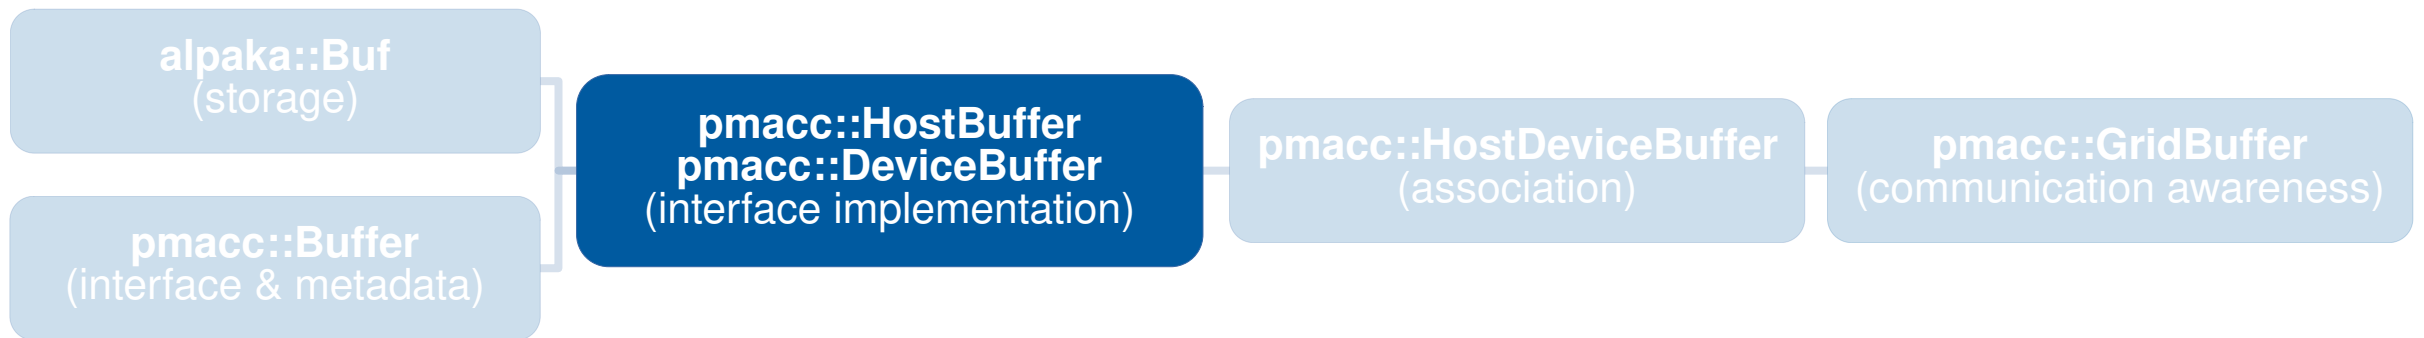 alpaka::Buf
(storage)
pmacc::Buffer
(interface & metadata)
pmacc::HostBuffer
pmacc::DeviceBuffer
(interface implementation)
pmacc::HostDeviceBuffer
(association)
pmacc::GridBuffer
(communication awareness)